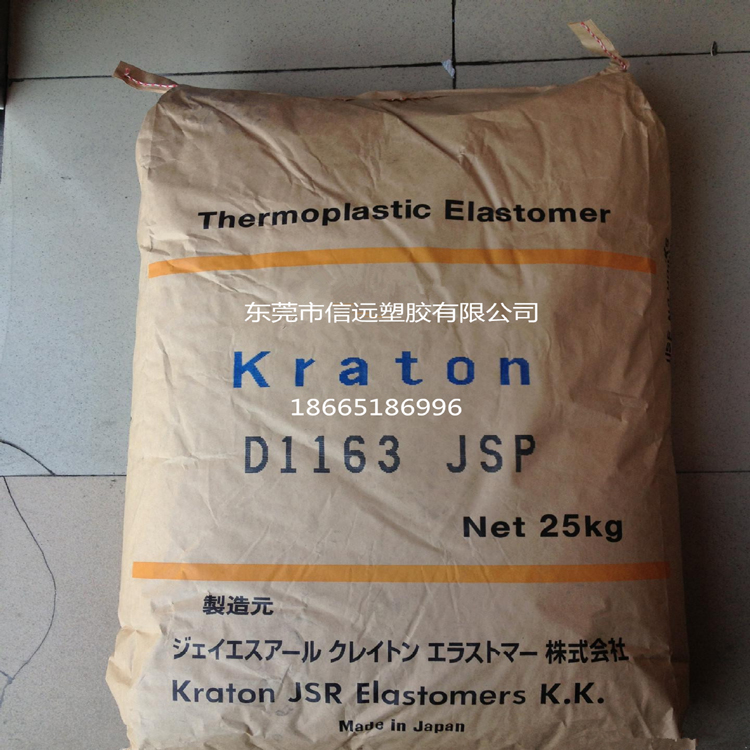 Thermoplastic Elastomer
东莞市信远塑胶有限公司
Kraton
18665186996
D1163 JSP
Net 25kg
製造元
ジェイエスアール クレイトン エラストマー 株式会社
Kraton JSR Elastomers K.K.
Made in Japan